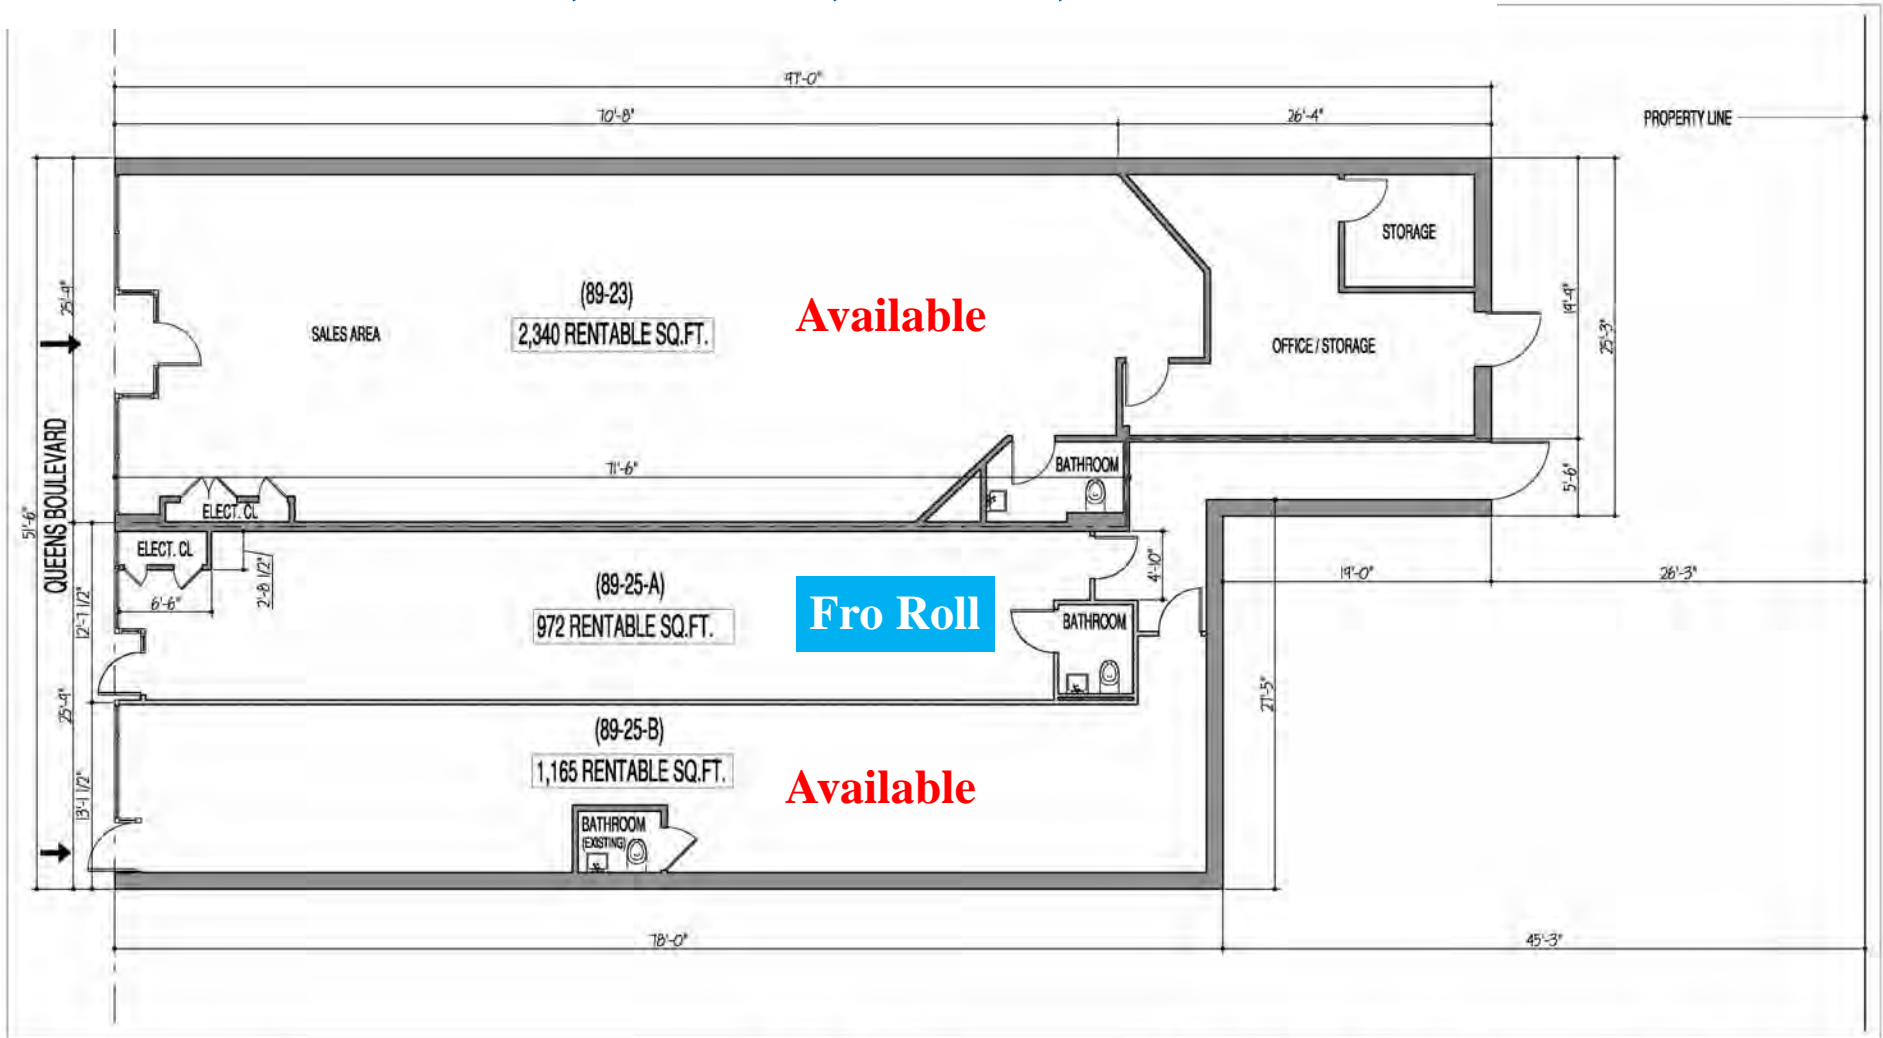 97'-0"
70'-8"
26'-4"
PROPERTY LINE
STORAGE
(89-23)
2,340 RENTABLE SQ.FT.
Available
SALES AREA
OFFICE / STORAGE
25'-4"
19'-9"
25'-3"
QUEENS BOULEVARD
51'-6"
71'-6"
BATHROOM
5'-6"
ELECT. CL
ELECT. CL
6'-6"
2'-8 1/2"
4'-10"
(89-25-A)
972 RENTABLE SQ.FT.
Fro Roll
BATHROOM
19'-0"
26'-3"
12'-7 1/2"
25'-9"
27'-5"
(89-25-B)
1,165 RENTABLE SQ.FT.
Available
13'-1 1/2"
BATHROOM
(EXISTING)
78'-0"
45'-3"